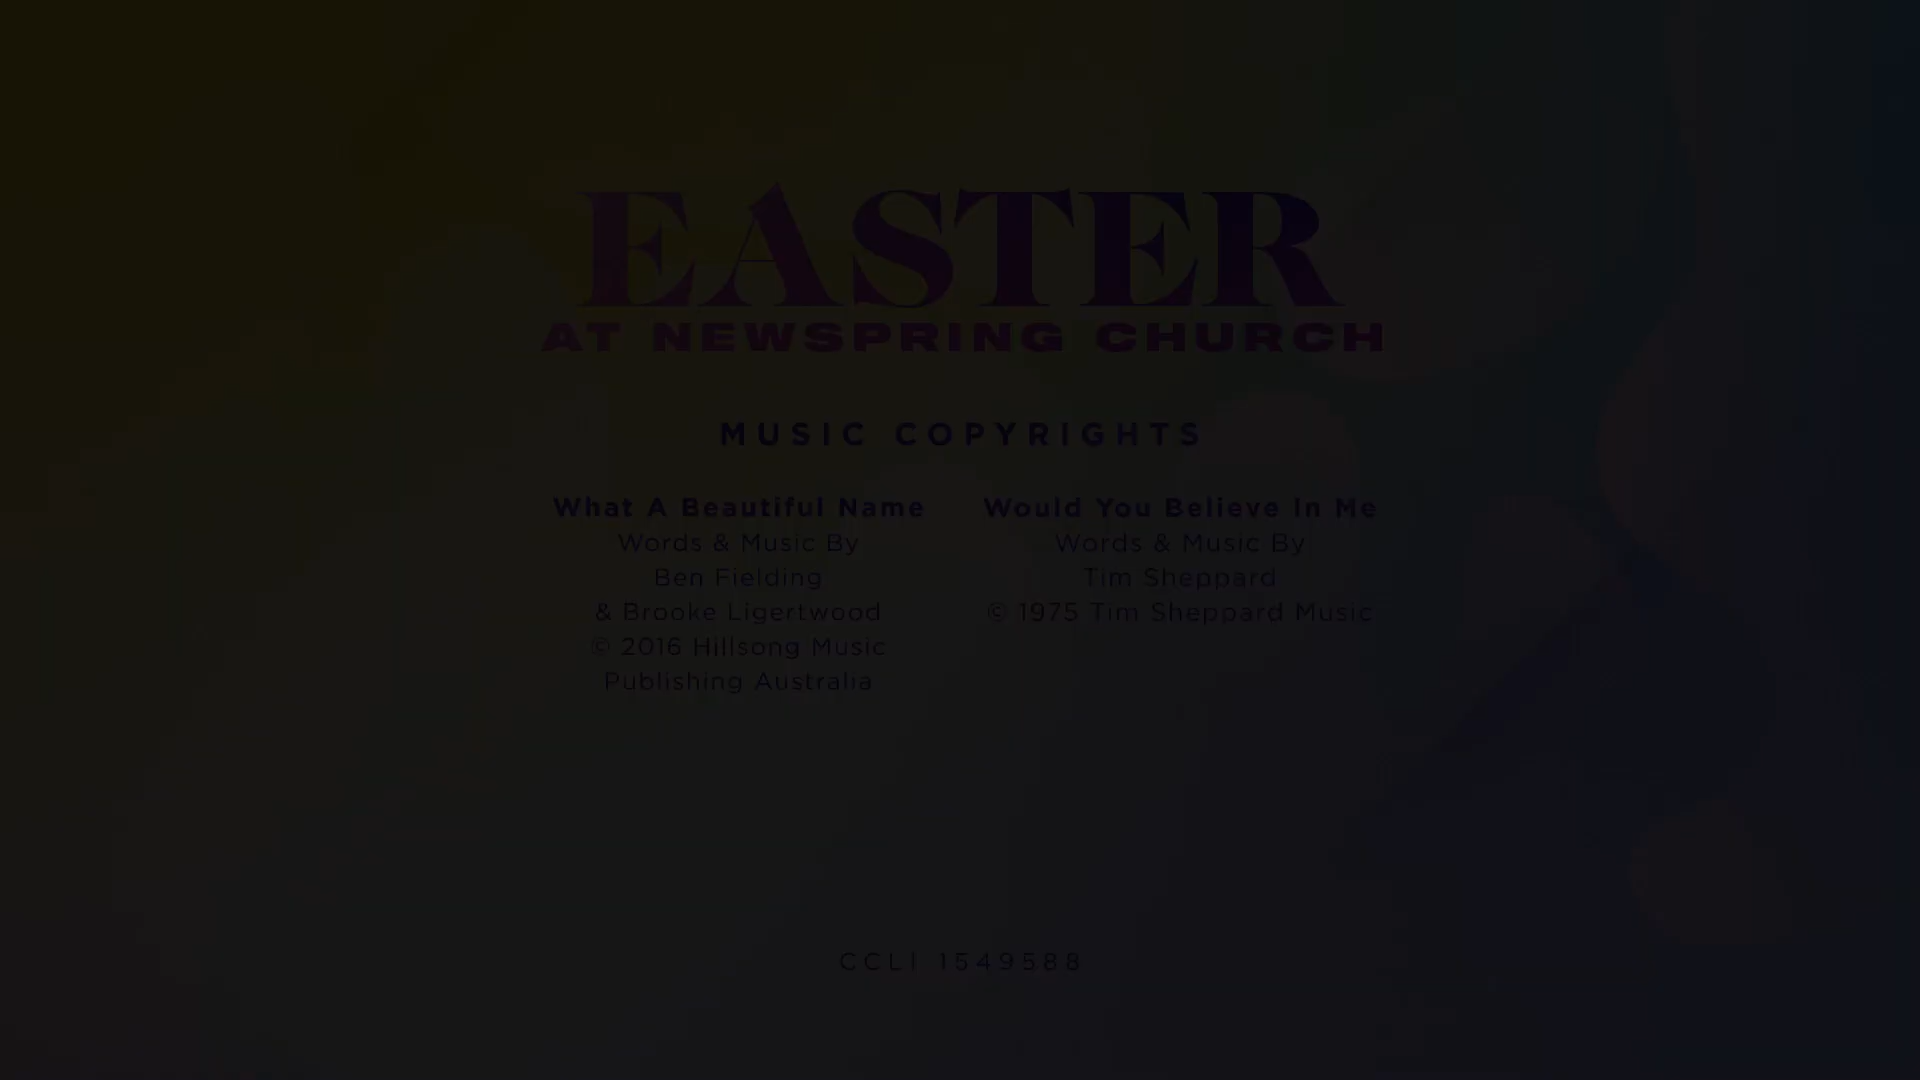 EASTER
AT NEWSPRING CHURCH
MUSIC COPYRIGHTS
What A Beautiful Name
Words & Music By
Ben Fielding
& Brooke Ligertwood
© 2016 Hillsong Music
Publishing Australia
Would You Believe In Me
Words & Music By
Tim Sheppard
© 1975 Tim Sheppard Music
CCLI 1549588